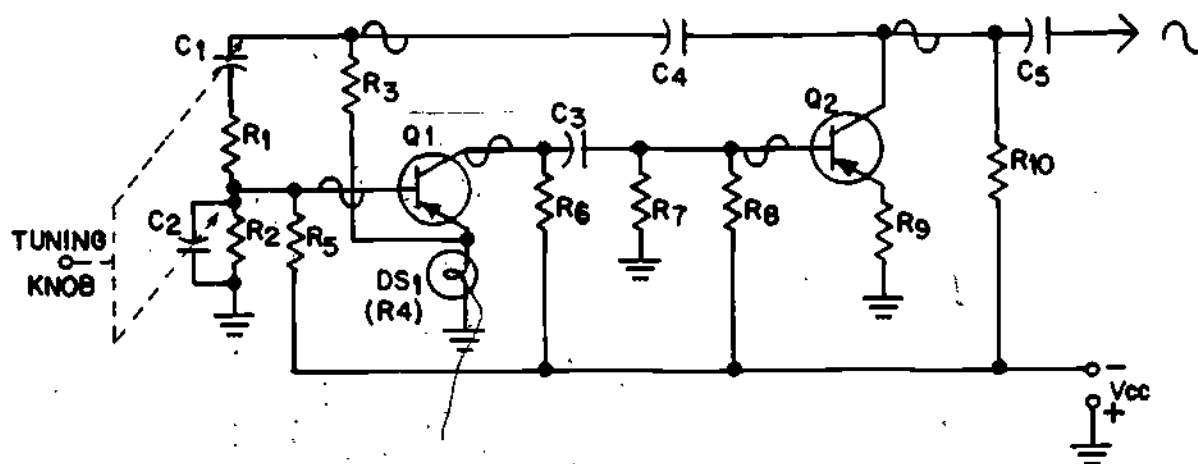 C1
R3
C4
C5
R1
Q1
C3
Q2
R10
C2
R2
R5
R6
R7
R8
R9
TUNING
KNOB
DS1
(R4)
-
Vcc
+